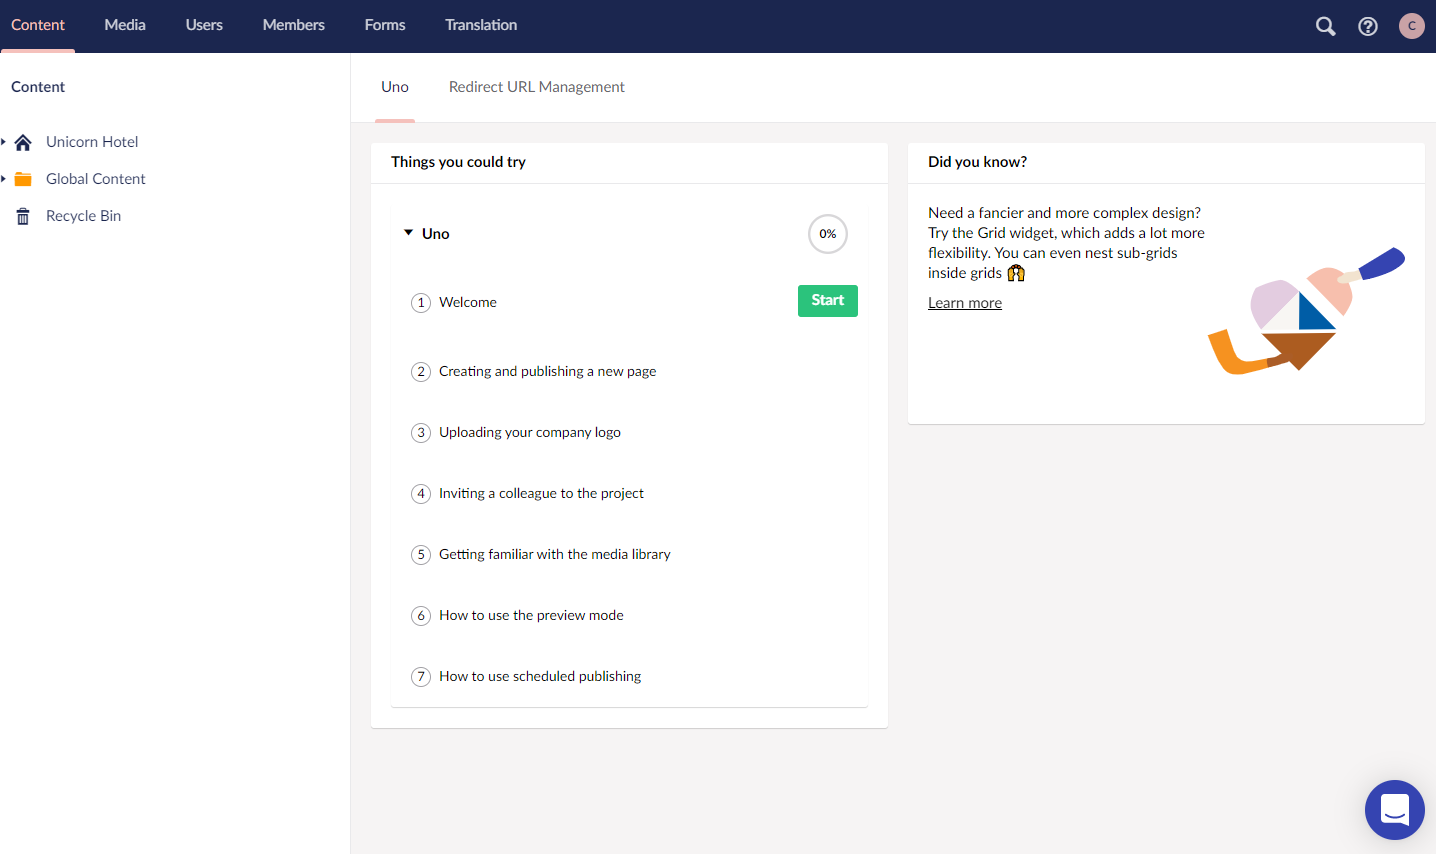 Content
Media
Users
Members
Forms
Translation
C
Content
Unicorn Hotel
Global Content
Recycle Bin
Uno
Redirect URL Management
Things you could try
Uno
0%
1 Welcome
Start
2 Creating and publishing a new page
3 Uploading your company logo
4 Inviting a colleague to the project
5 Getting familiar with the media library
6 How to use the preview mode
7 How to use scheduled publishing
Did you know?
Need a fancier and more complex design?
Try the Grid widget, which adds a lot more
flexibility. You can even nest sub-grids
inside grids
Learn more